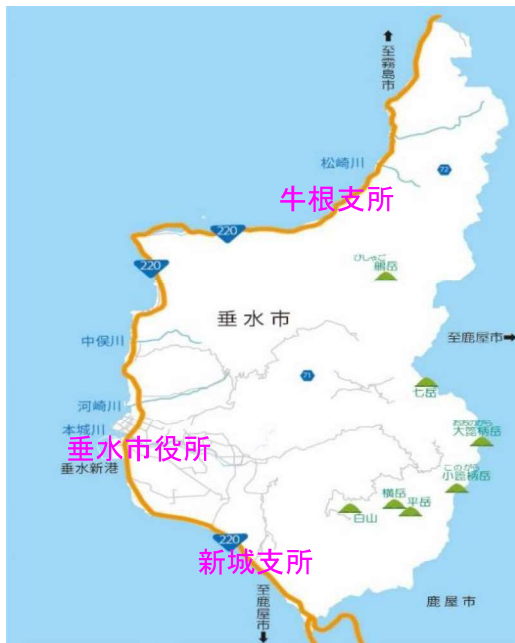 至霧島市
松崎川
72
牛根支所
220
220
びしゃご
鵬岳
垂水市
中俣川
至鹿屋市
71
七岳
河崎川
本城川
おおのがら
大箆柄岳
垂水市役所
垂水新港
このがら
小箆柄岳
横岳
平岳
白山
220
新城支所
至鹿屋市
鹿屋市